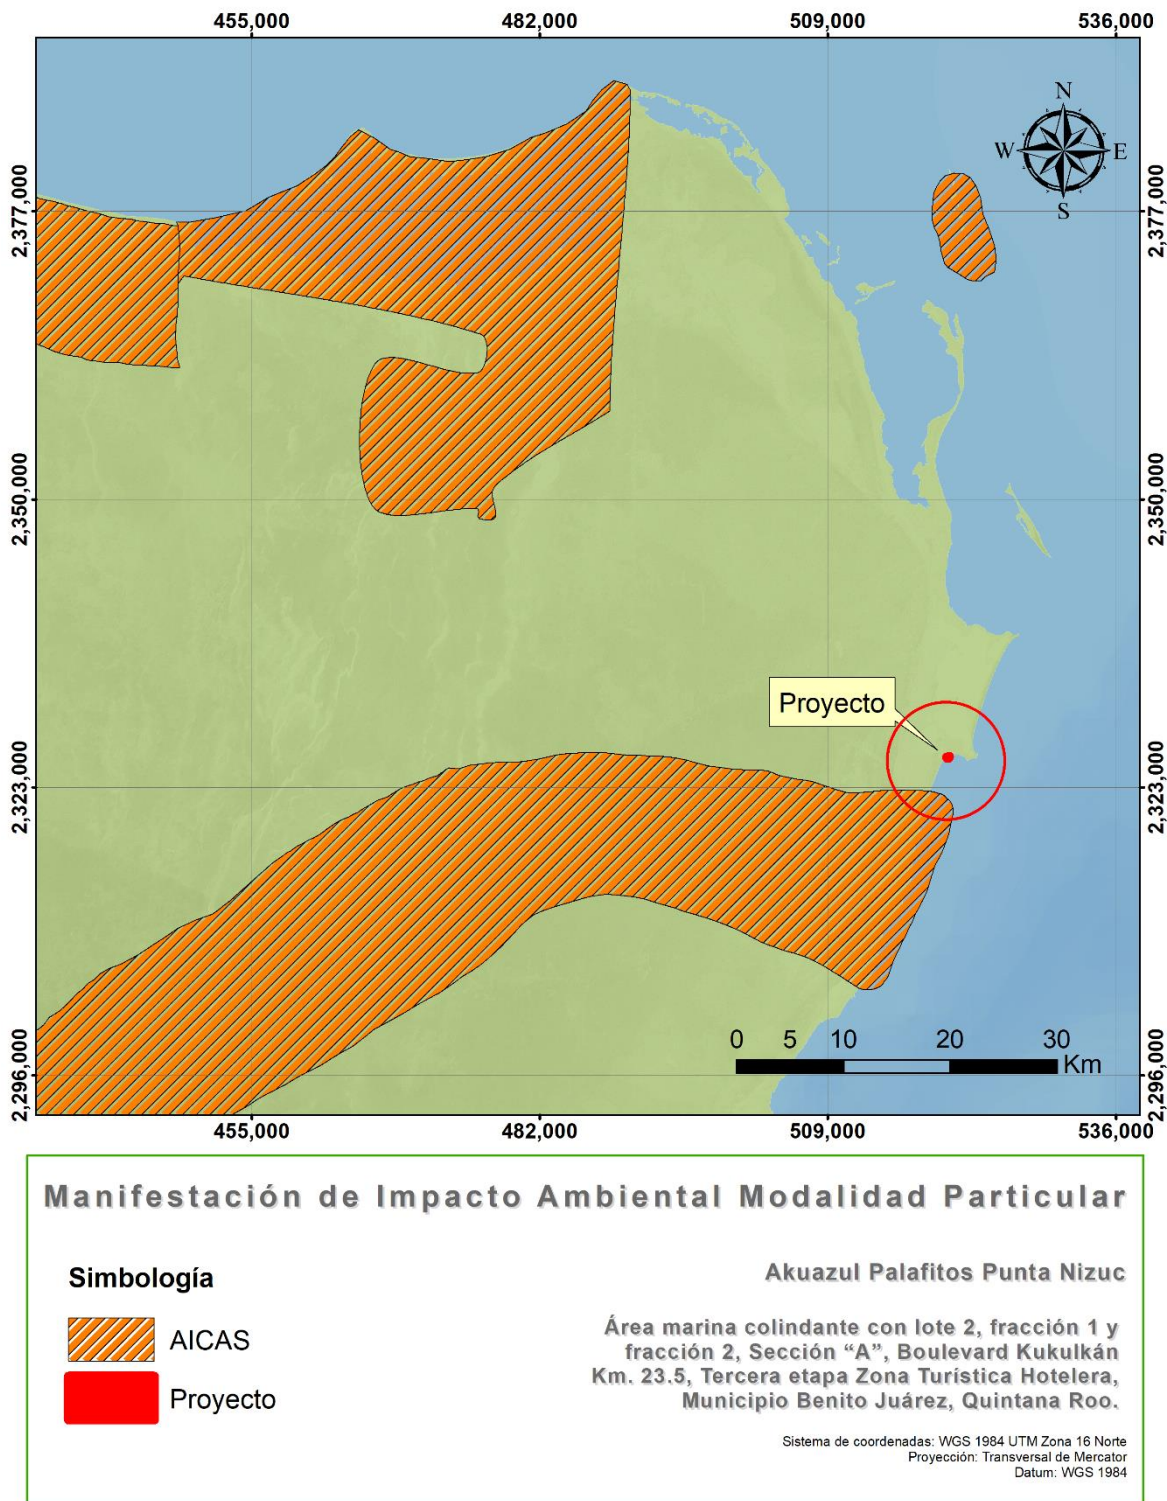 455,000 482,000 509,000 536,000
N
W E
S
2,377,000 2,377,000
2,350,000 2,350,000
Proyecto
2,323,000 2,323,000
0 5 10 20 30
Km
2,296,000 2,296,000
455,000 482,000 509,000 536,000
Manifestación de Impacto Ambiental Modalidad Particular
Simbología
AICAS
Proyecto
Akuazul Palafitos Punta Nizuc
Área marina colindante con lote 2, fracción 1 y
fracción 2, Sección “A”, Boulevard Kukulkán
Km. 23.5, Tercera etapa Zona Turística Hotelera,
Municipio Benito Juárez, Quintana Roo.
Sistema de coordenadas: WGS 1984 UTM Zona 16 Norte
Proyección: Transversal de Mercator
Datum: WGS 1984